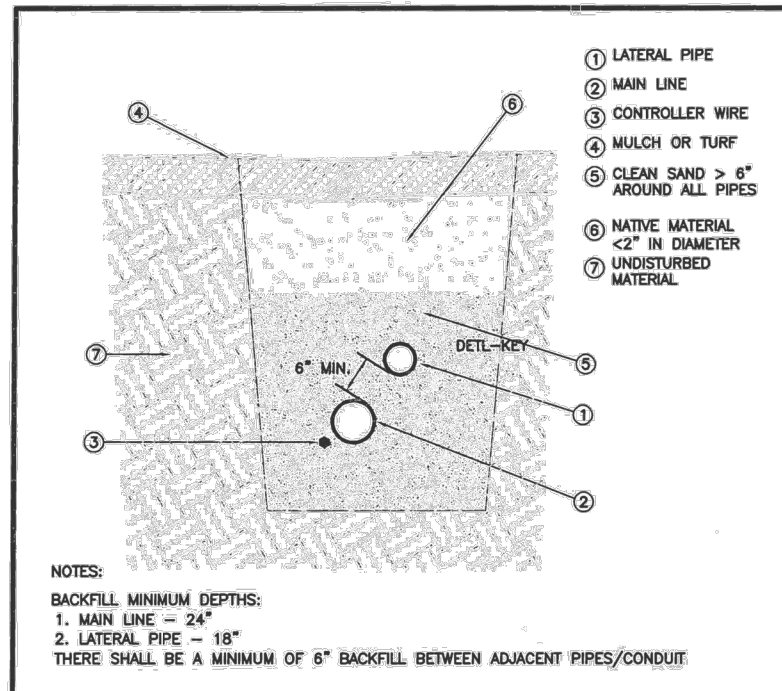 ① LATERAL PIPE
② MAIN LINE
③ CONTROLLER WIRE
④ MULCH OR TURF
⑤ CLEAN SAND > 6"
AROUND ALL PIPES
⑥ NATIVE MATERIAL
<2" IN DIAMETER
⑦ UNDISTURBED
MATERIAL
④
⑥
⑦
DETL-KEY
6" MIN.
⑤
①
③
②
NOTES:
BACKFILL MINIMUM DEPTHS:
1. MAIN LINE – 24"
2. LATERAL PIPE – 18"
THERE SHALL BE A MINIMUM OF 6" BACKFILL BETWEEN ADJACENT PIPES/CONDUIT